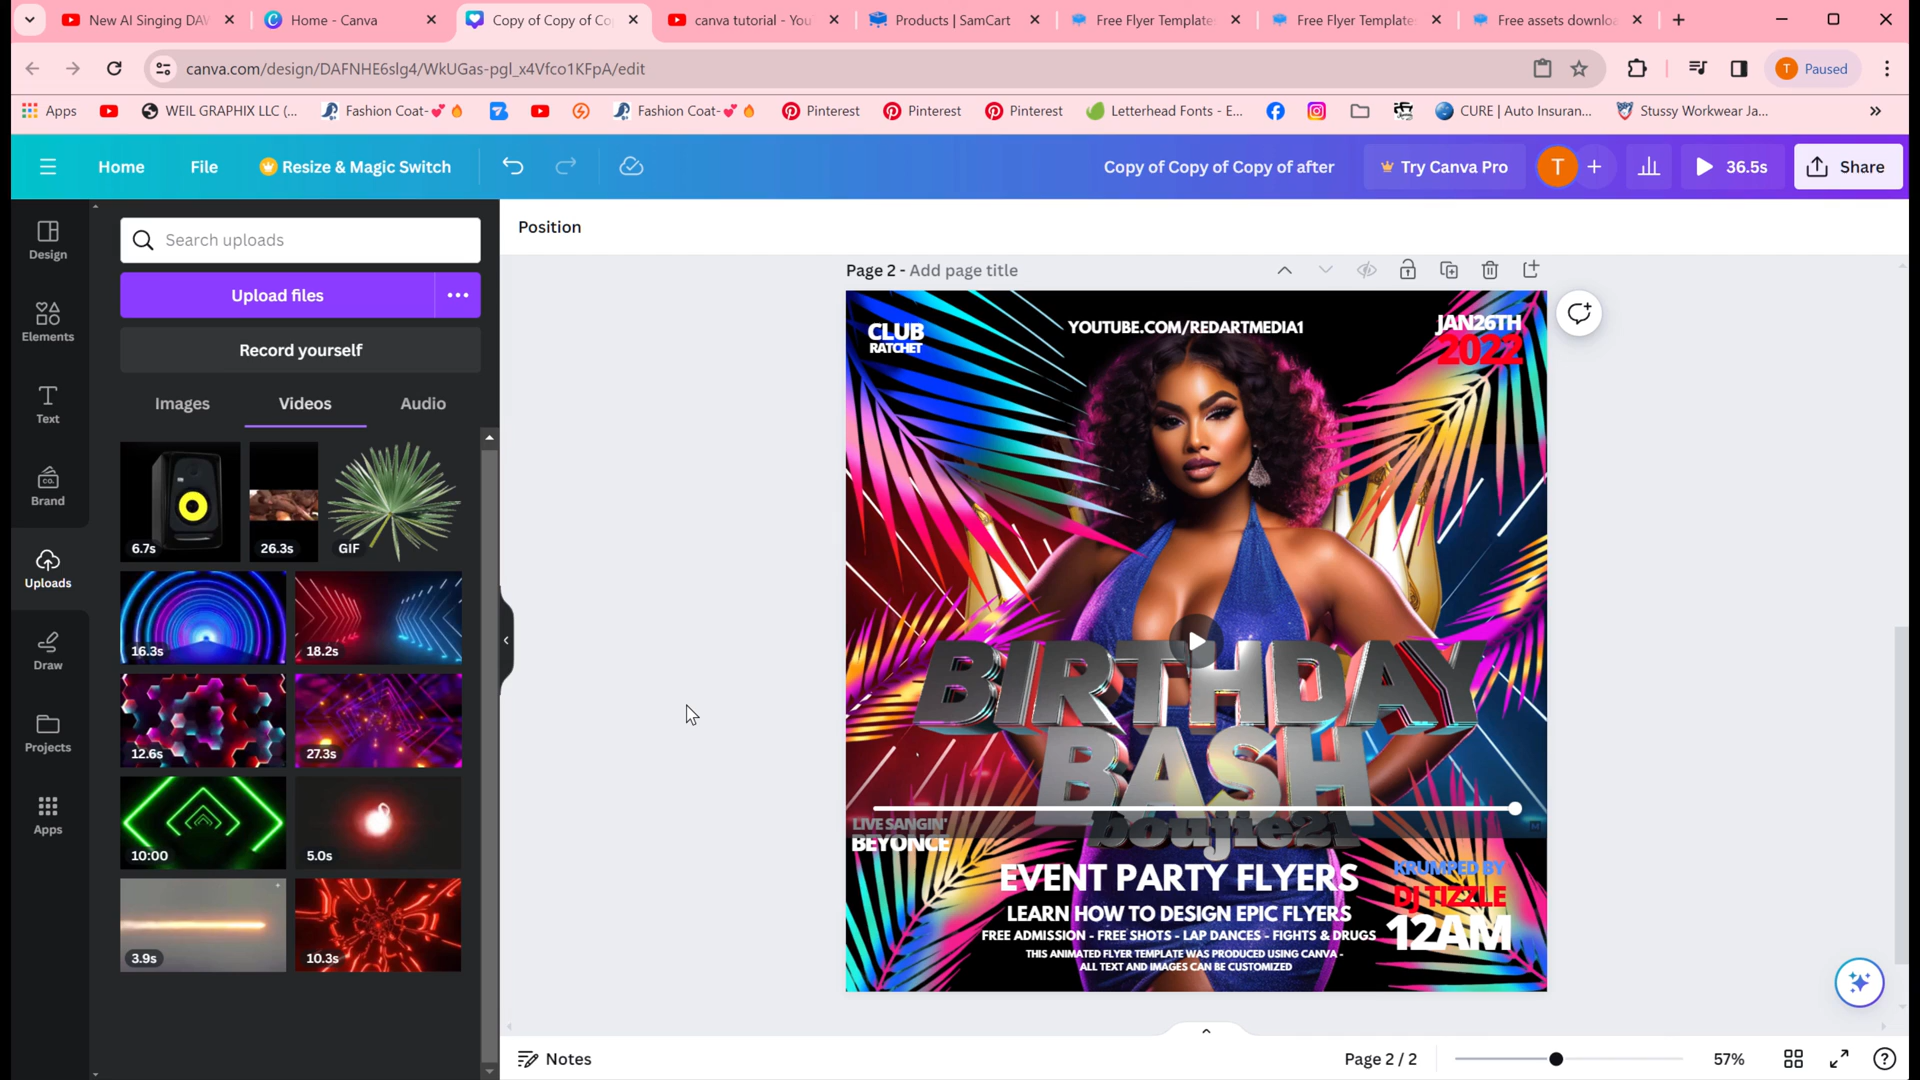 New AI Singing DAW
Home - Canva
Copy of Copy of Co
canva tutorial - You
Products | SamCart
Free Flyer Template
Free Flyer Template
Free assets downloa
canva.com/design/DAFNHE6slg4/WkUGas-pgl_x4Vfco1KFpA/edit
T Paused
Apps
WEIL GRAPHIX LLC (...
Fashion Coat-💕🔥
Fashion Coat-💕🔥
Pinterest
Pinterest
Pinterest
Letterhead Fonts - E...
CURE | Auto Insuran...
Stussy Workwear Ja...
Home
File
Resize & Magic Switch
Copy of Copy of Copy of after
Try Canva Pro
T
36.5s
Share
Design
Elements
Text
Brand
Uploads
Draw
Projects
Apps
Search uploads
Upload files
Record yourself
Images
Videos
Audio
6.7s
26.3s
GIF
16.3s
18.2s
12.6s
27.3s
10:00
5.0s
3.9s
10.3s
Position
Page 2 - Add page title
CLUB
RATCHET
YOUTUBE.COM/REDARTMEDIA1
JAN26TH
2022
BIRTHDAY
BASH
boujie21
LIVE SANGIN'
BEYONCE
EVENT PARTY FLYERS
LEARN HOW TO DESIGN EPIC FLYERS
FREE ADMISSION - FREE SHOTS - LAP DANCES - FIGHTS & DRUGS
THIS ANIMATED FLYER TEMPLATE WAS PRODUCED USING CANVA -
ALL TEXT AND IMAGES CAN BE CUSTOMIZED
KRUMPED BY
DJ TIZZLE
12AM
Notes
Page 2 / 2
57%